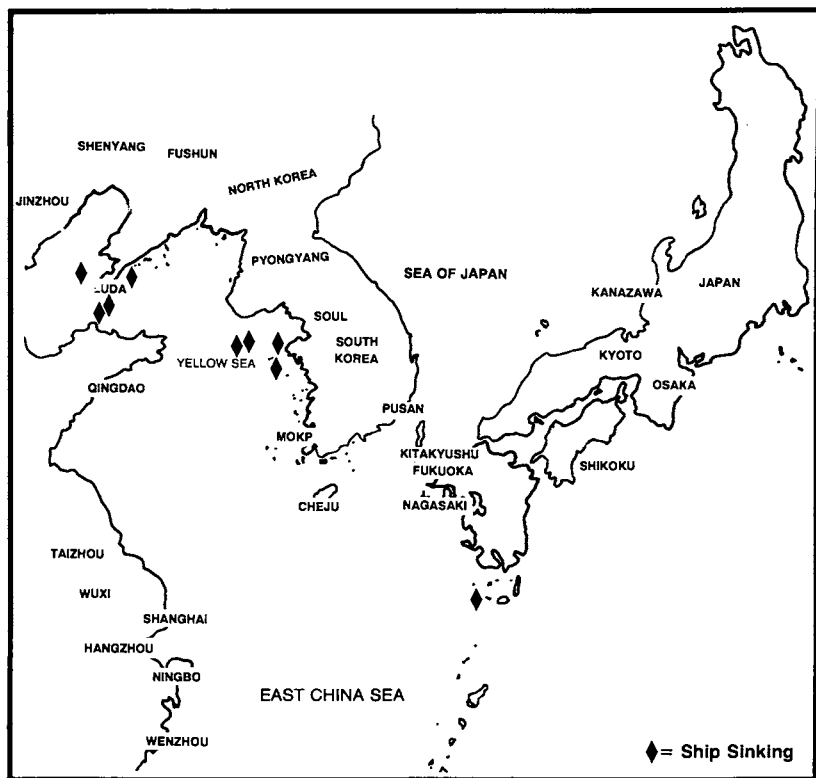 SHENYANG
FUSHUN
NORTH KOREA
JINZHOU
PYONGYANG
SEA OF JAPAN
LUDA
KANAZAWA
JAPAN
SOUL
SOUTH
KOREA
YELLOW SEA
KYOTO
QINGDAO
OSAKA
PUSAN
MOKP
KITAKYUSHU
FUKUOKA
SHIKOKU
CHEJU
NAGASAKI
TAIZHOU
WUXI
SHANGHAI
HANGZHOU
NINGBO
EAST CHINA SEA
WENZHOU
= Ship Sinking